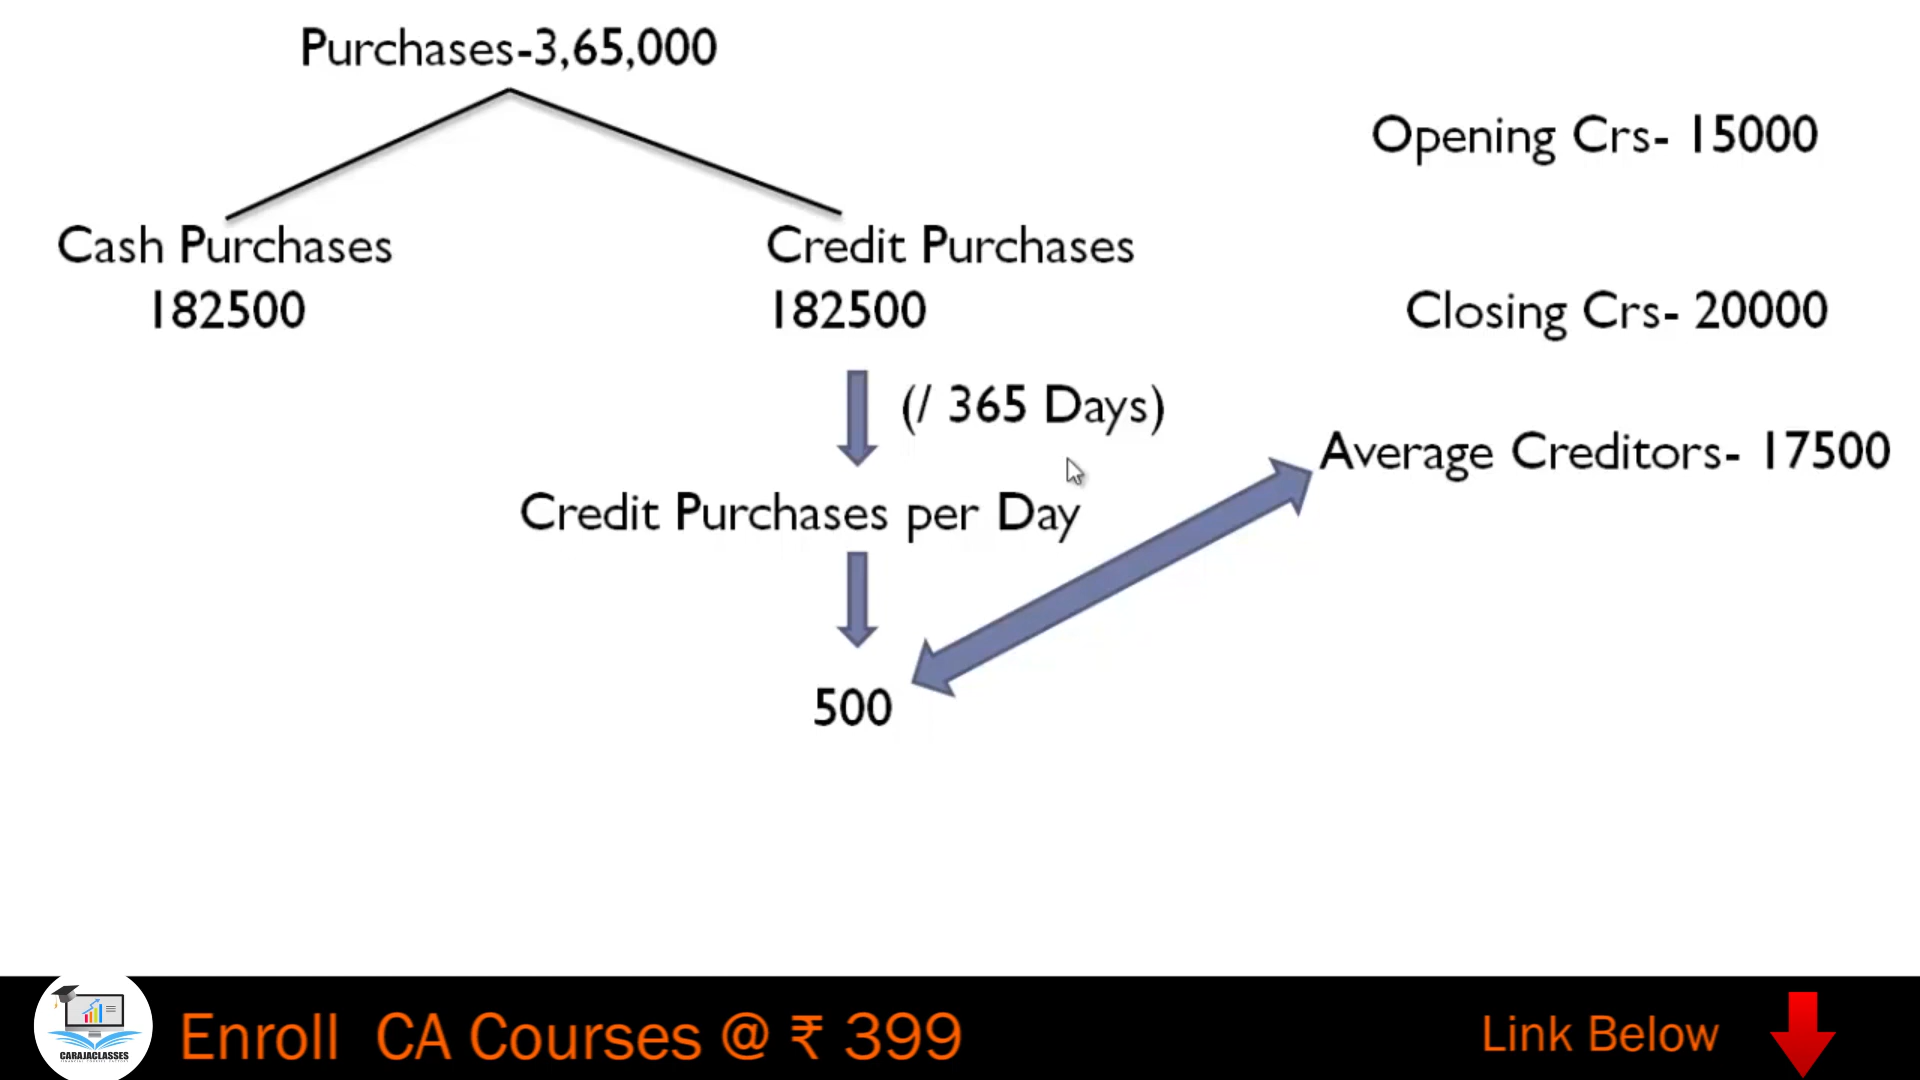 Purchases-3,65,000
Opening Crs- 15000
Cash Purchases
182500
Credit Purchases
182500
Closing Crs- 20000
(/ 365 Days)
Average Creditors- 17500
Credit Purchases per Day
500
CARAJACLASSES
Enroll CA Courses @ ₹ 399
Link Below